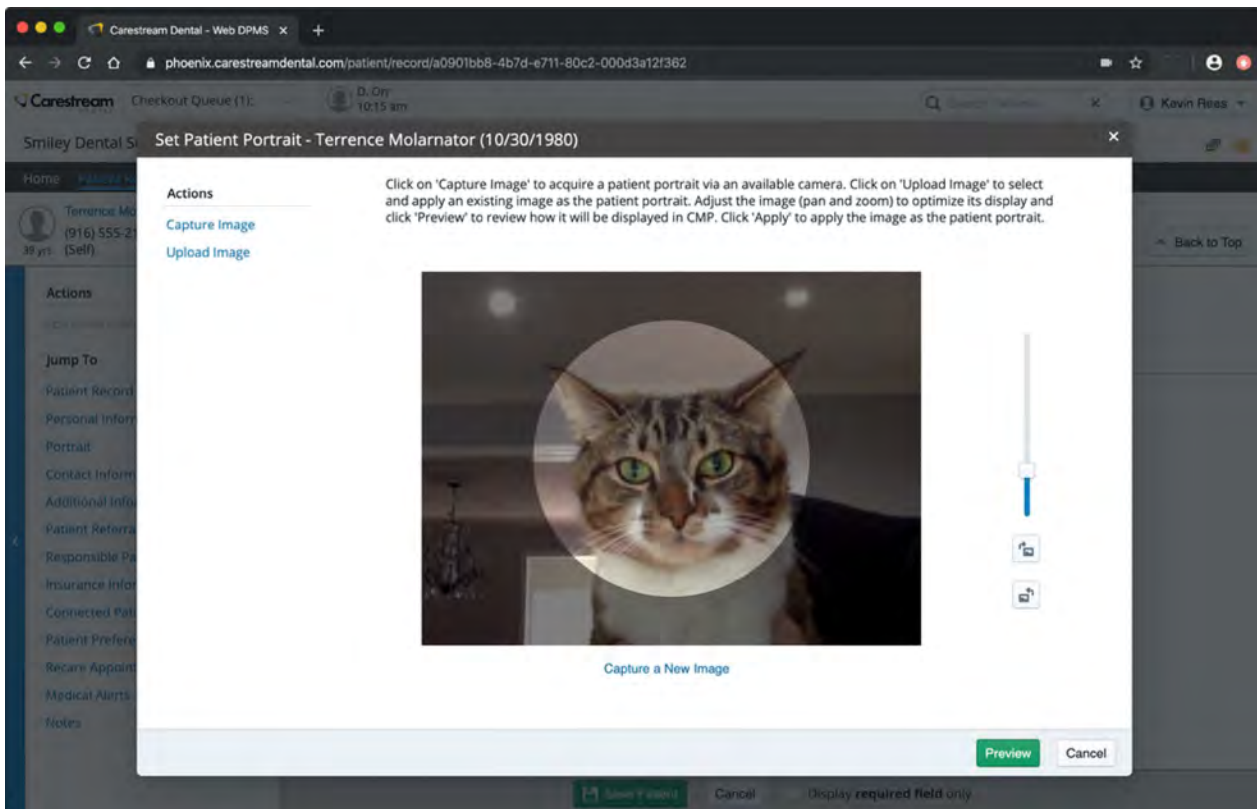 Carestream Dental - Web DPMS
phoenix.carestreamdental.com/patient/record/a0901bb8-4b7d-e711-80c2-000d3a12f362
Carestream Checkout Queue (1): D. Orr
10:15 am
Kevin Rees
Smiley Dental S
Set Patient Portrait - Terrence Molarnator (10/30/1980)
Home
Terrence Mo
(916) 555-21
39 yrs (Self)
Back to Top
Actions
Capture Image
Upload Image
Click on 'Capture Image' to acquire a patient portrait via an available camera. Click on 'Upload Image' to select
and apply an existing image as the patient portrait. Adjust the image (pan and zoom) to optimize its display and
click 'Preview' to review how it will be displayed in CMP. Click 'Apply' to apply the image as the patient portrait.
Actions
Jump To
Patient Record
Personal Inform
Portrait
Contact Inform
Additional Info
Patient Referra
Responsible Pa
Insurance Infor
Connected Pati
Patient Prefere
Recare Appoint
Medical Alerts
Notes
Capture a New Image
Preview
Cancel
Save Patient
Cancel
Display required field only